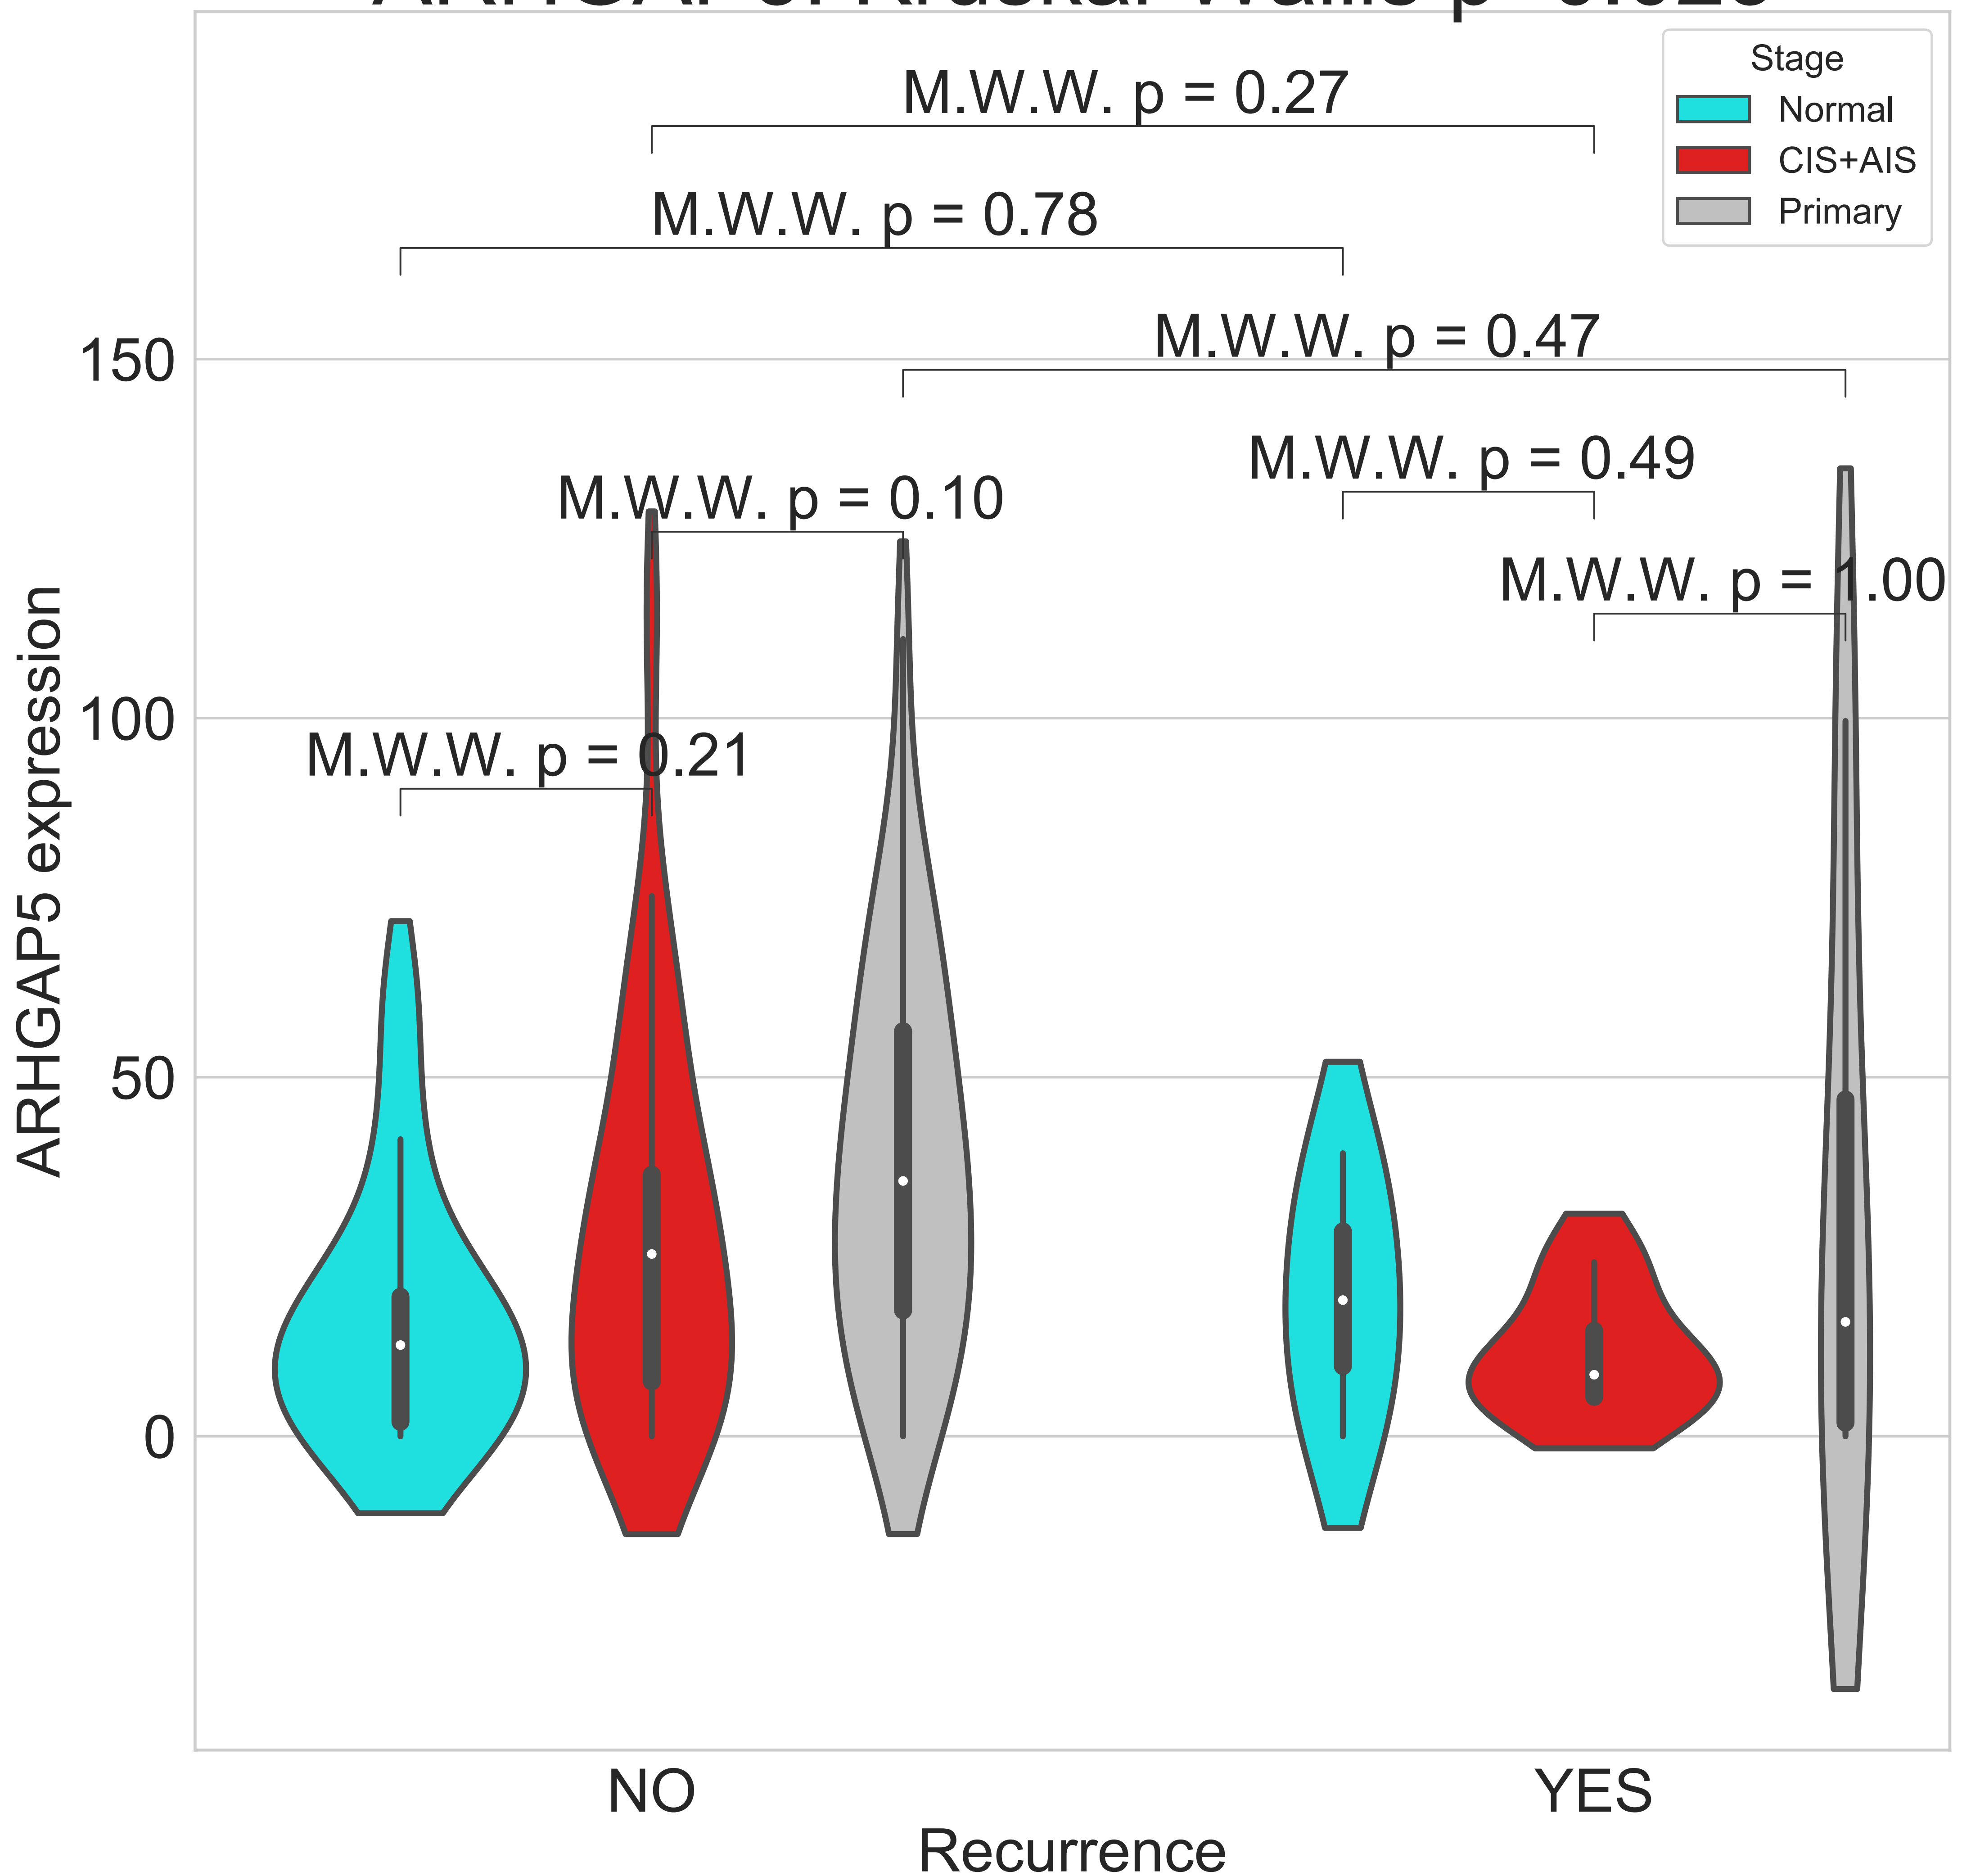 Stage
Normal
CIS+AIS
Primary
M.W.W. p = 0.27
M.W.W. p = 0.78
M.W.W. p = 0.47
M.W.W. p = 0.49
M.W.W. p = 0.10
M.W.W. p = 1.00
M.W.W. p = 0.21
150
100
50
0
ARHGAP5 expression
NO
YES
Recurrence